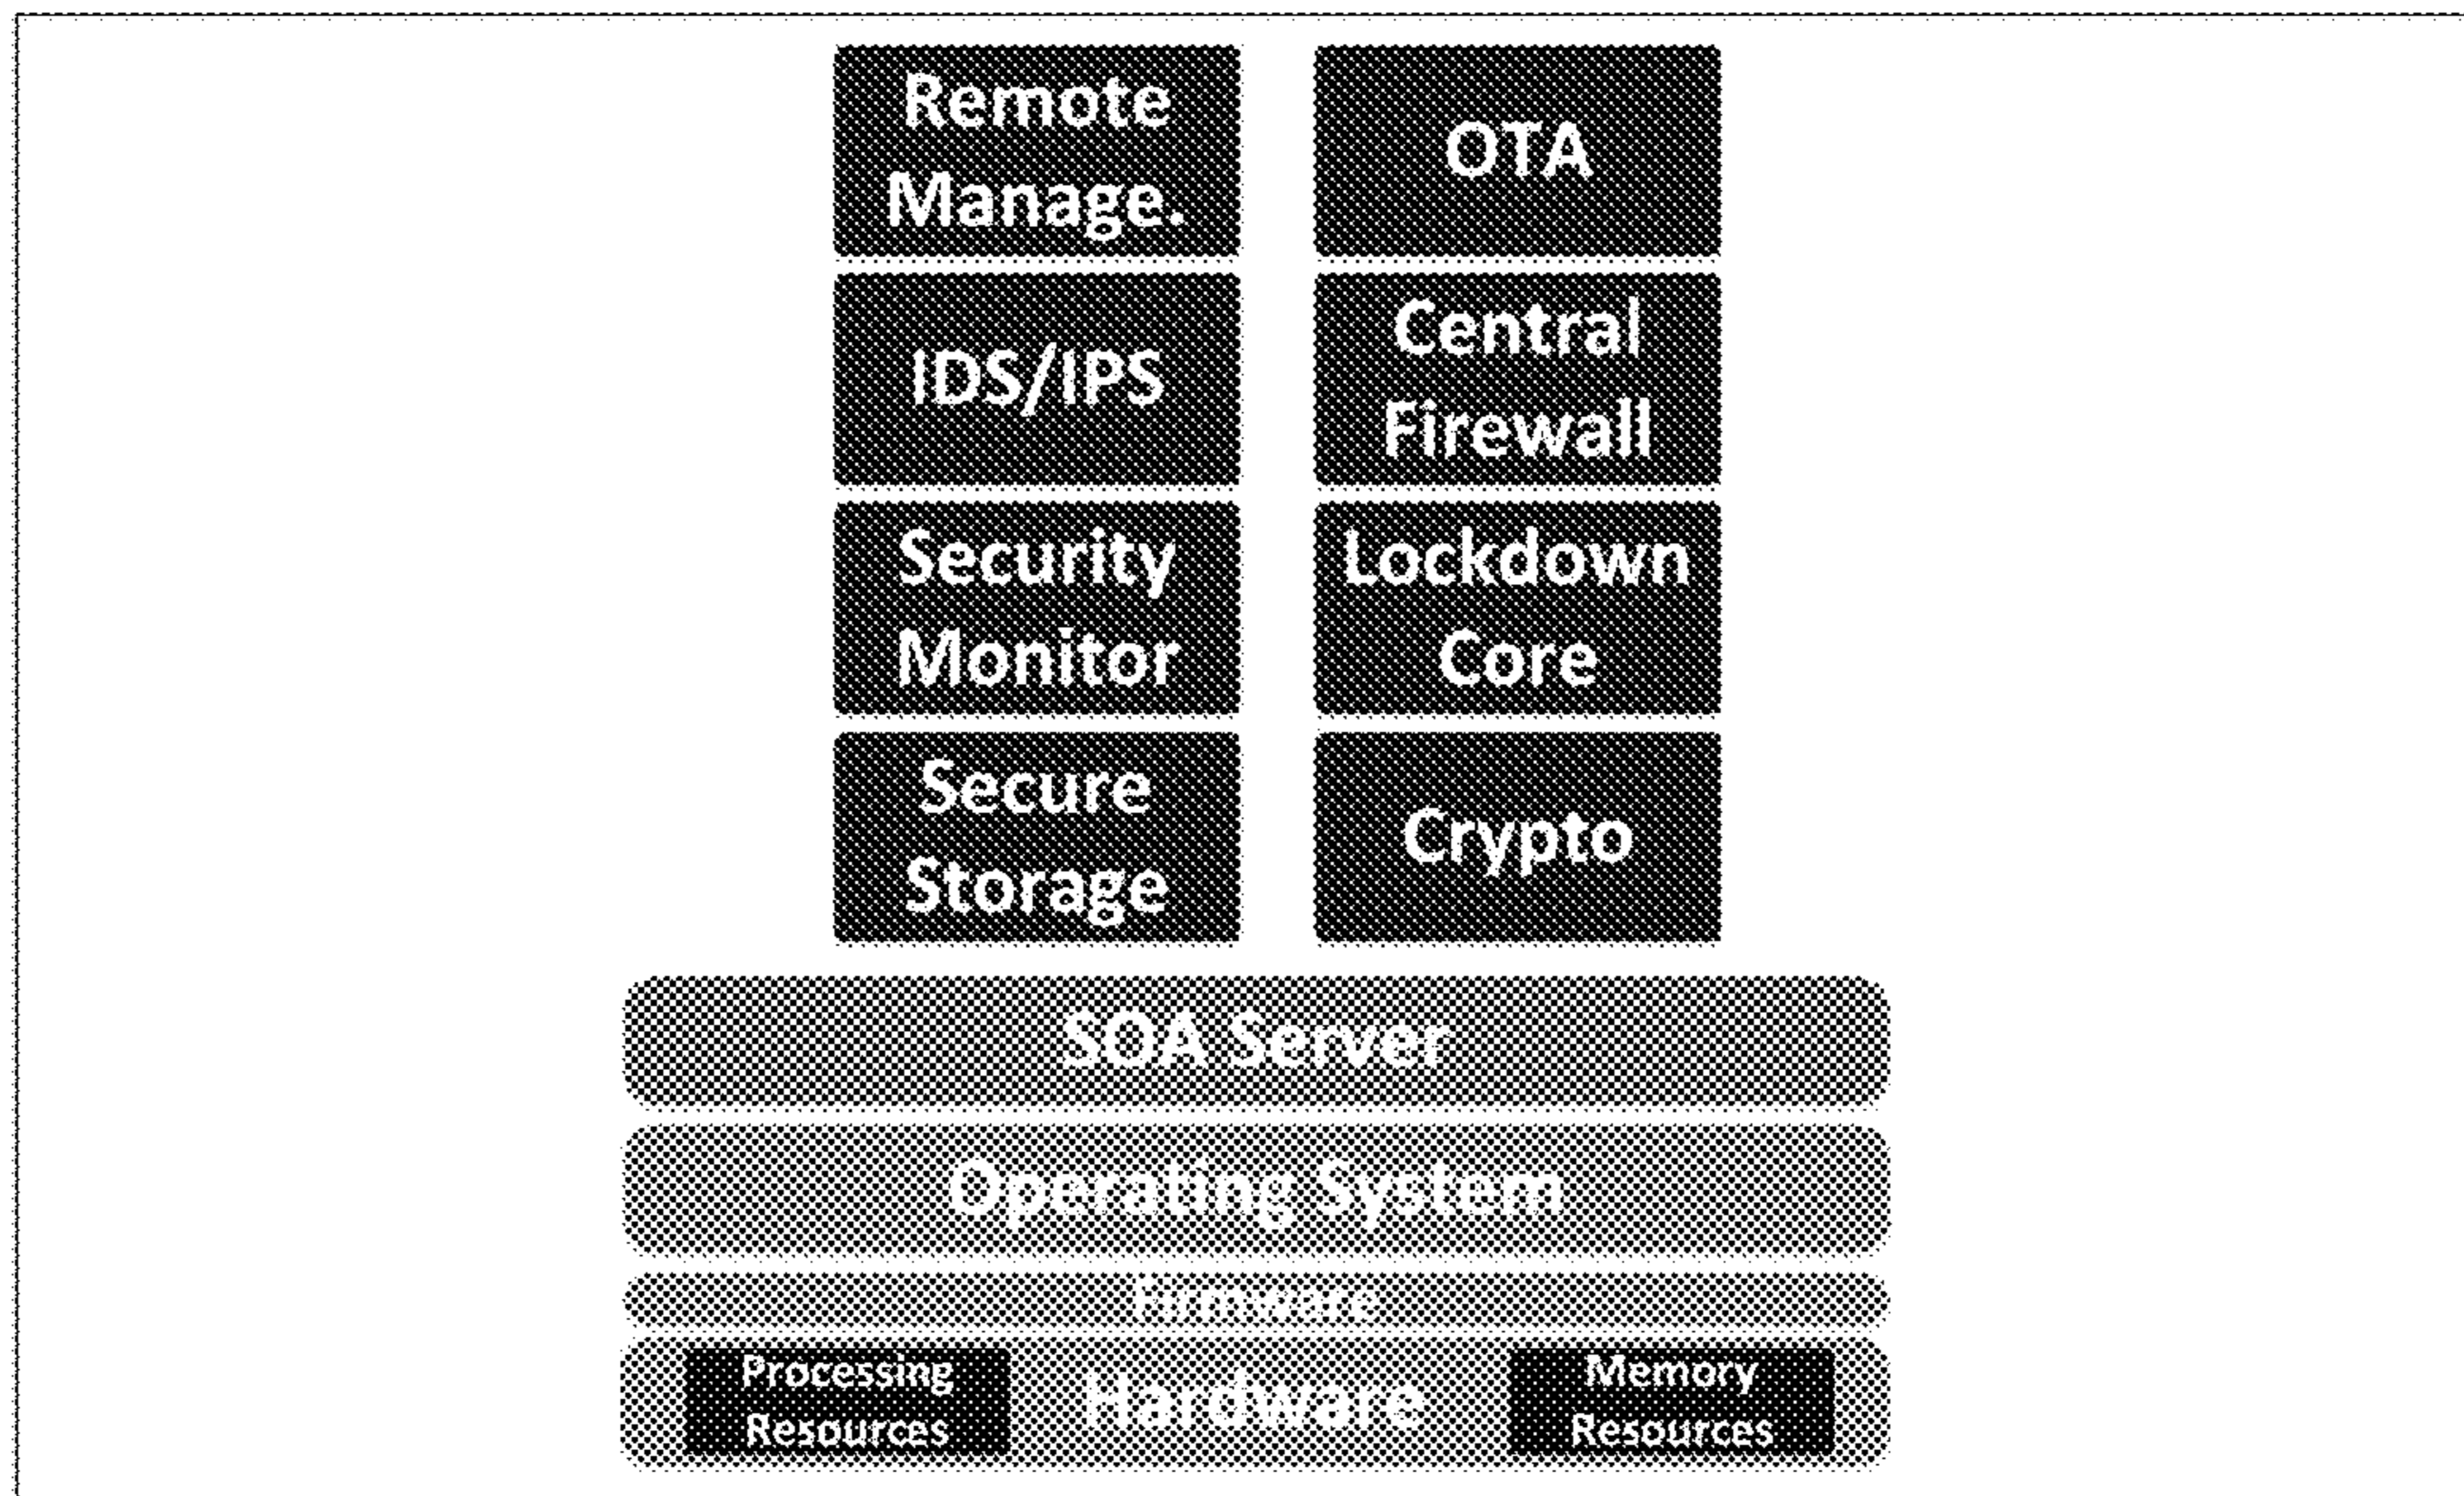 Remote
Manage.
OTA
IDS/IPS
Central
Firewall
Security
Monitor
Lockdown
Core
Secure
Storage
Crypto
SOA Server
Operating System
Firmware
Processing
Resources
Hardware
Memory
Resources